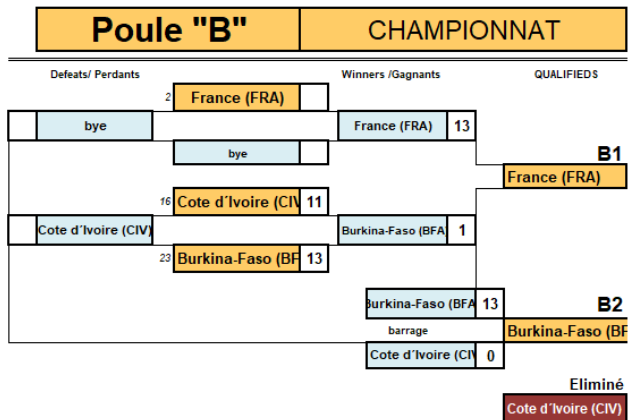 Poule "B" CHAMPIONNAT
Defeats/ Perdants Winners /Gagnants QUALIFIEDS
2 France (FRA)
bye France (FRA) 13
bye B1
France (FRA)
16 Cote d´Ivoire (CIV 11
Cote d´Ivoire (CIV) Burkina-Faso (BFA 1
23 Burkina-Faso (BF 13
Burkina-Faso (BFA 13 B2
barrage Burkina-Faso (BF
Cote d´Ivoire (CIV 0
Eliminé
Cote d´Ivoire (CIV)